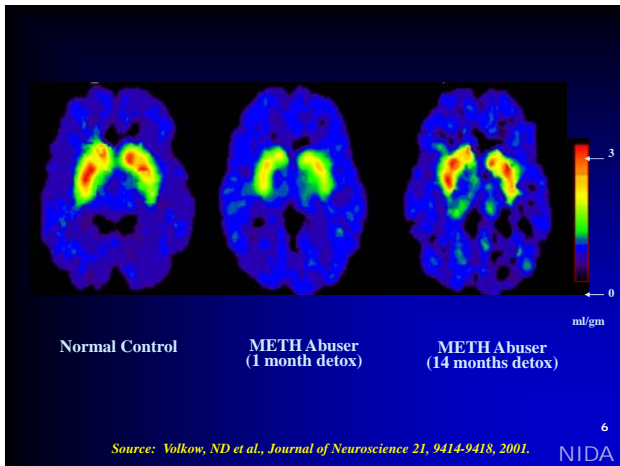 3
0
ml/gm
Normal Control
METH Abuser
(1 month detox)
METH Abuser
(14 months detox)
6
Source: Volkow, ND et al., Journal of Neuroscience 21, 9414-9418, 2001.
NIDA